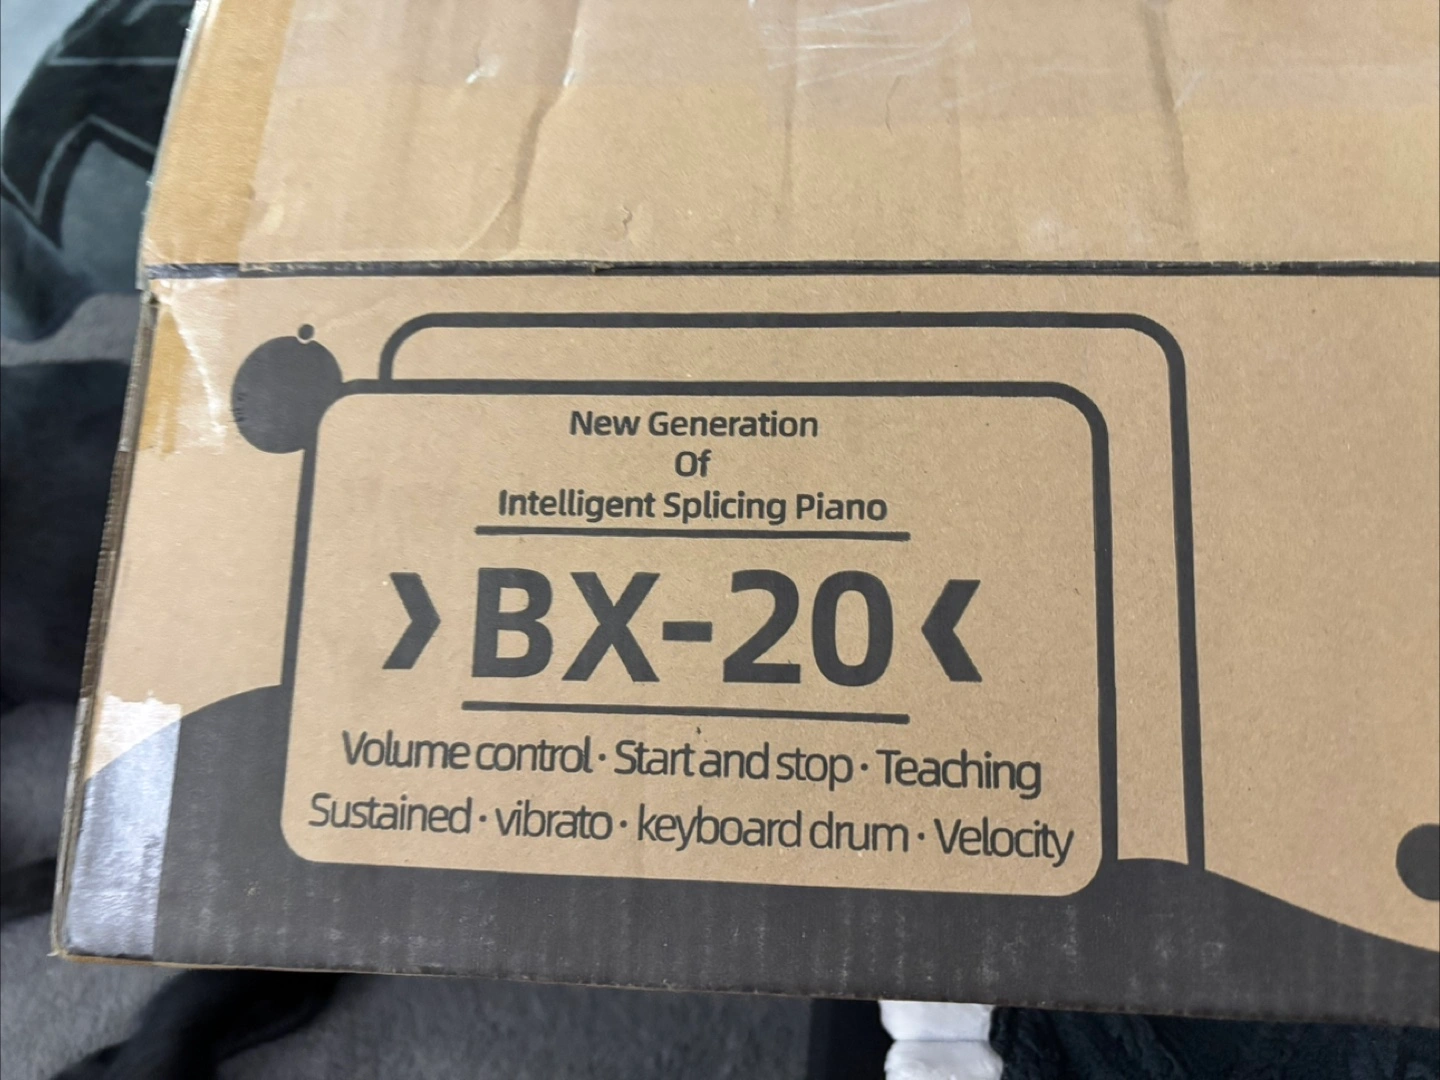 New Generation
Of
Intelligent Splicing Piano
BX-20
Volume control · Start and stop · Teaching
Sustained · vibrato · keyboard drum · Velocity